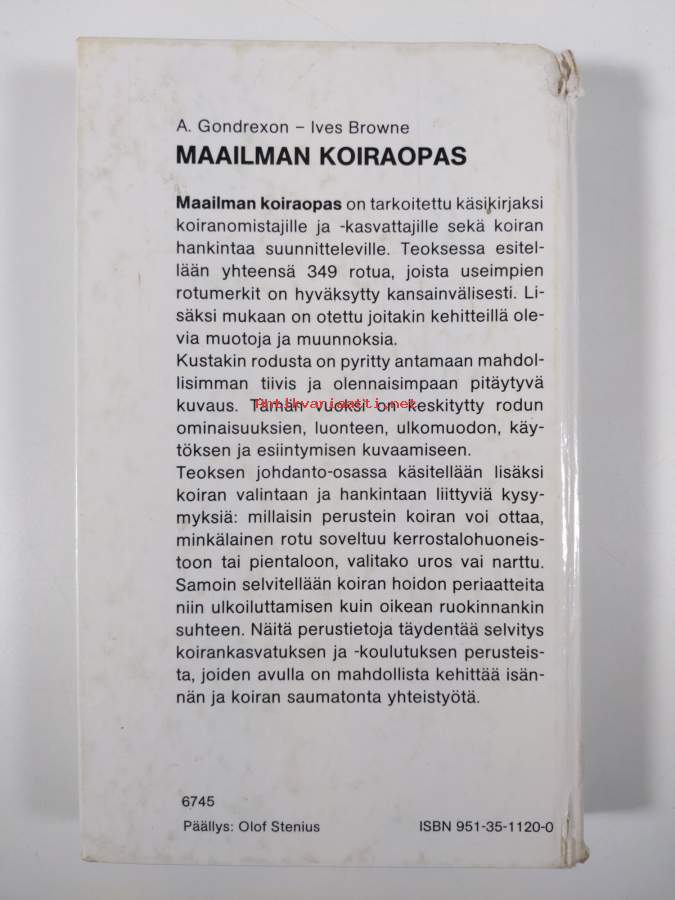 A. Gondrexon – Ives Browne
MAAILMAN KOIRAOPAS
Maailman koiraopas on tarkoitettu käsikirjaksi
koiranomistajille ja -kasvattajille sekä koiran
hankintaa suunnitteleville. Teoksessa esitel-
lään yhteensä 349 rotua, joista useimpien
rotumerkit on hyväksytty kansainvälisesti. Li-
säksi mukaan on otettu joitakin kehitteillä ole-
via muotoja ja muunnoksia.
Kustakin rodusta on pyritty antamaan mahdol-
lisimman tiivis ja olennaisimpaan pitäytyvä
kuvaus. Tämän vuoksi on keskitytty rodun
Antikvariaatti.net
ominaisuuksien, luonteen, ulkomuodon, käy-
töksen ja esiintymisen kuvaamiseen.
Teoksen johdanto-osassa käsitellään lisäksi
koiran valintaan ja hankintaan liittyviä kysy-
myksiä: millaisin perustein koiran voi ottaa,
minkälainen rotu soveltuu kerrostalohuoneis-
toon tai pientaloon, valitako uros vai narttu.
Samoin selvitellään koiran hoidon periaatteita
niin ulkoiluttamisen kuin oikean ruokinnankin
suhteen. Näitä perustietoja täydentää selvitys
koirankasvatuksen ja -koulutuksen perusteis-
ta, joiden avulla on mahdollista kehittää isän-
nän ja koiran saumatonta yhteistyötä.
6745
Päällys: Olof Stenius
ISBN 951-35-1120-0